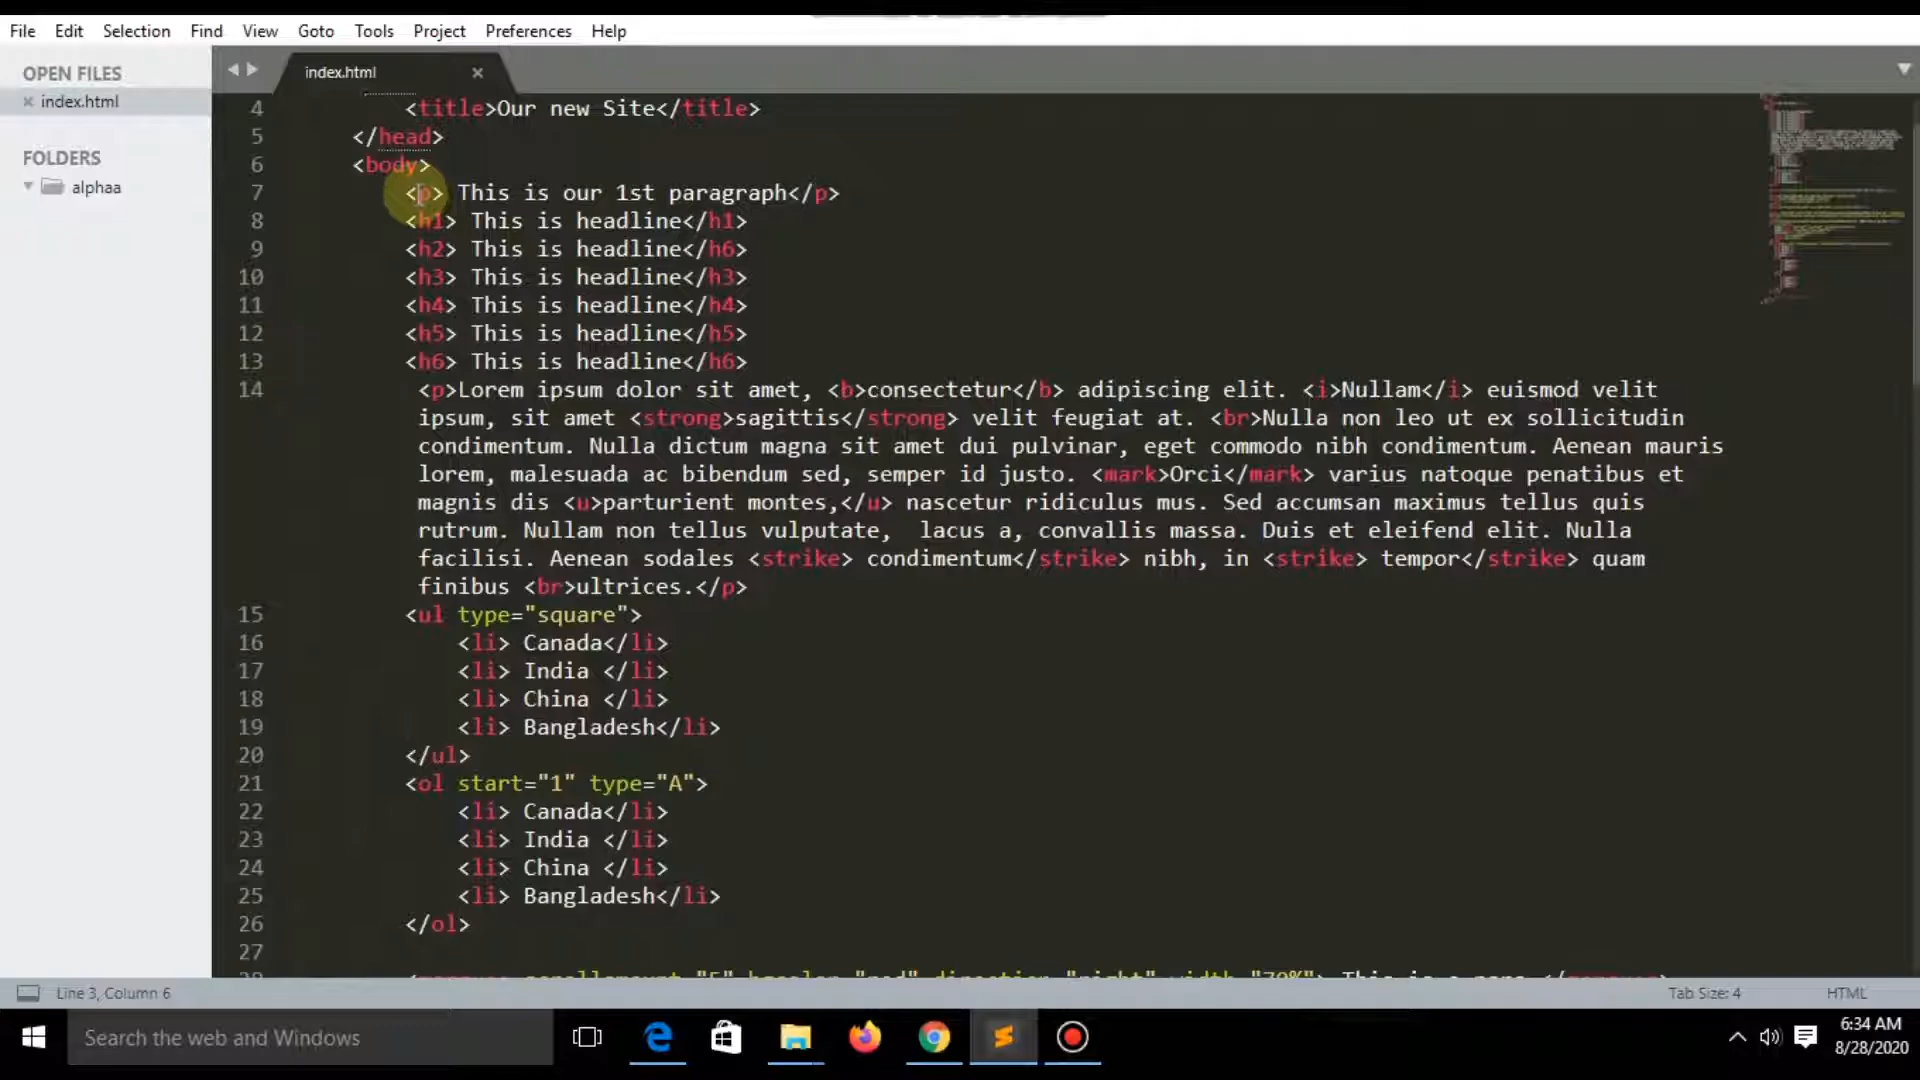 File Edit Selection Find View Goto Tools Project Preferences Help
OPEN FILES
index.html
FOLDERS
alphaa
index.html
4 <title>Our new Site</title>
5 </head>
6 <body>
7 <p> This is our 1st paragraph</p>
8 <h1> This is headline</h1>
9 <h2> This is headline</h6>
10 <h3> This is headline</h3>
11 <h4> This is headline</h4>
12 <h5> This is headline</h5>
13 <h6> This is headline</h6>
14 <p>Lorem ipsum dolor sit amet, <b>consectetur</b> adipiscing elit. <i>Nullam</i> euismod velit
ipsum, sit amet <strong>sagittis</strong> velit feugiat at. <br>Nulla non leo ut ex sollicitudin
condimentum. Nulla dictum magna sit amet dui pulvinar, eget commodo nibh condimentum. Aenean mauris
lorem, malesuada ac bibendum sed, semper id justo. <mark>Orci</mark> varius natoque penatibus et
magnis dis <u>parturient montes,</u> nascetur ridiculus mus. Sed accumsan maximus tellus quis
rutrum. Nullam non tellus vulputate,  lacus a, convallis massa. Duis et eleifend elit. Nulla
facilisi. Aenean sodales <strike> condimentum</strike> nibh, in <strike> tempor</strike> quam
finibus <br>ultrices.</p>
15 <ul type="square">
16 <li> Canada</li>
17 <li> India </li>
18 <li> China </li>
19 <li> Bangladesh</li>
20 </ul>
21 <ol start="1" type="A">
22 <li> Canada</li>
23 <li> India </li>
24 <li> China </li>
25 <li> Bangladesh</li>
26 </ol>
27
Line 3, Column 6
Tab Size: 4
HTML
Search the web and Windows
6:34 AM
8/28/2020